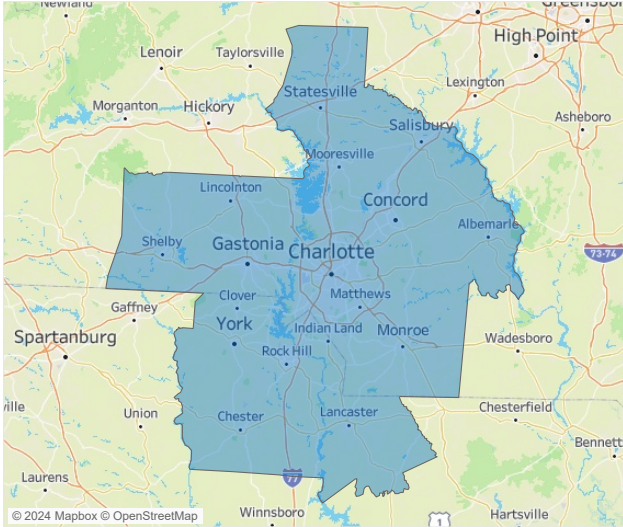 Newland
Greensboro
High Point
Lenoir
Taylorsville
Statesville
Lexington
Morganton
Hickory
Salisbury
Asheboro
Mooresville
Lincolnton
Concord
Albemarle
Shelby
Gastonia
Charlotte
73-74
Clover
Matthews
Gaffney
York
Indian Land
Monroe
Spartanburg
Wadesboro
Rock Hill
ville
Union
Chester
Lancaster
Chesterfield
Bennett
Laurens
77
© 2024 Mapbox © OpenStreetMap
Winnsboro
1
Hartsville